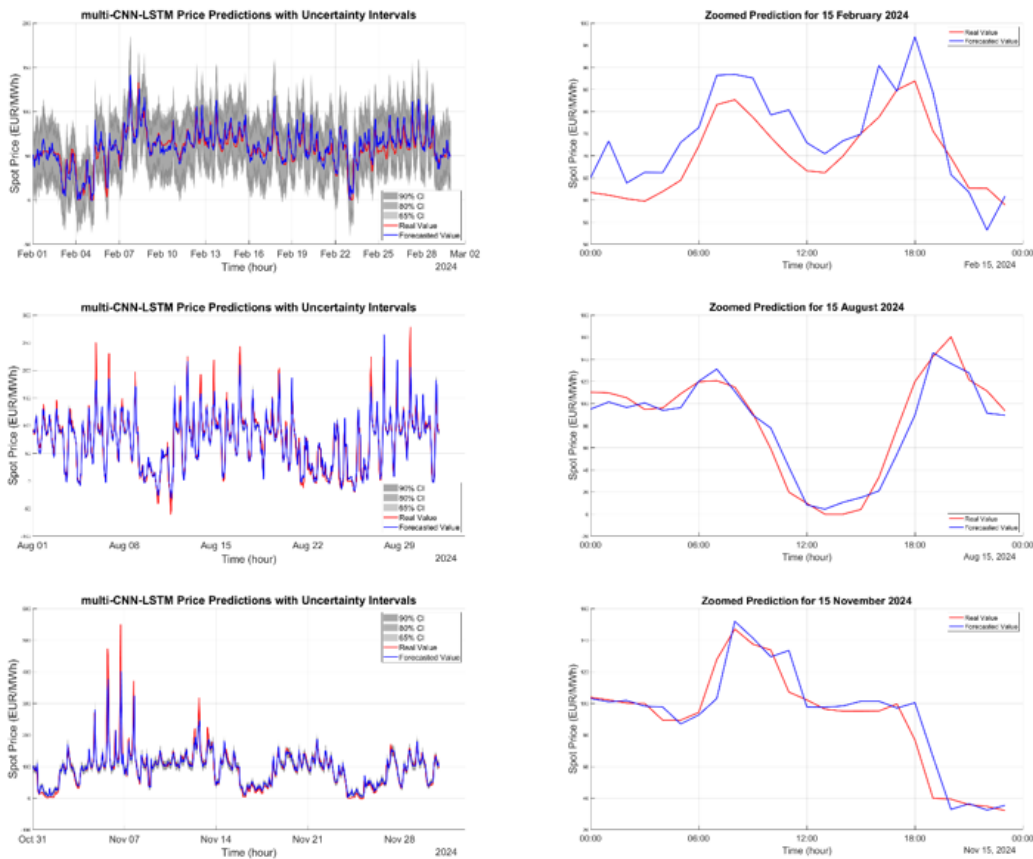 multi-CNN-LSTM Price Predictions with Uncertainty Intervals
Spot Price (EUR/MWh)
90% CI
80% CI
65% CI
Real Value
Forecasted Value
Feb 01 Feb 04 Feb 07 Feb 10 Feb 13 Feb 16 Feb 19 Feb 22 Feb 25 Feb 28 Mar 02
Time (hour)
2024
Zoomed Prediction for 15 February 2024
Spot Price (EUR/MWh)
Real Value
Forecasted Value
00:00 06:00 12:00 18:00 00:00
Time (hour)
Feb 15, 2024
multi-CNN-LSTM Price Predictions with Uncertainty Intervals
Spot Price (EUR/MWh)
90% CI
80% CI
65% CI
Real Value
Forecasted Value
Aug 01 Aug 08 Aug 15 Aug 22 Aug 29
Time (hour)
2024
Zoomed Prediction for 15 August 2024
Spot Price (EUR/MWh)
Real Value
Forecasted Value
00:00 06:00 12:00 18:00 00:00
Time (hour)
Aug 15, 2024
multi-CNN-LSTM Price Predictions with Uncertainty Intervals
Spot Price (EUR/MWh)
90% CI
80% CI
65% CI
Real Value
Forecasted Value
Oct 31 Nov 07 Nov 14 Nov 21 Nov 28
Time (hour)
2024
Zoomed Prediction for 15 November 2024
Spot Price (EUR/MWh)
Real Value
Forecasted Value
00:00 06:00 12:00 18:00 00:00
Time (hour)
Nov 15, 2024